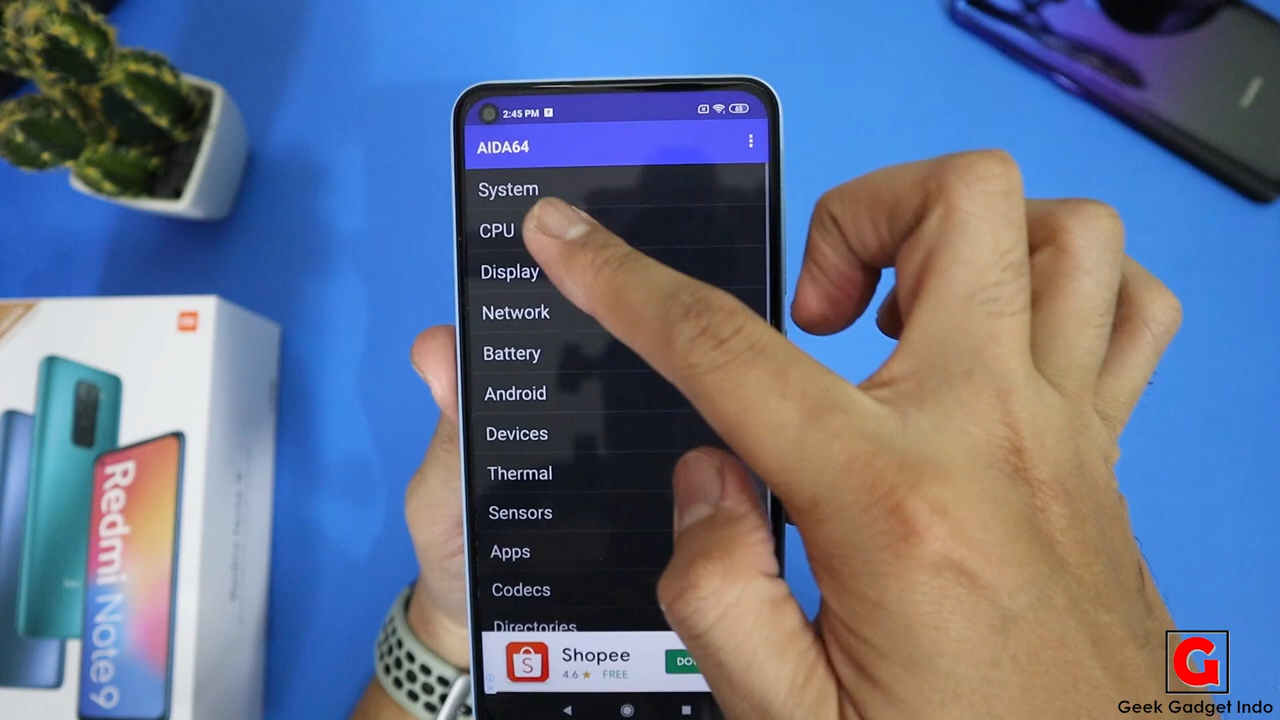 2:45 PM
65
AIDA64
System
CPU
Display
Network
Battery
Android
Devices
Thermal
Sensors
Apps
Codecs
Directories
Shopee
4.6 ★ FREE
Redmi Note 9
G
Geek Gadget Indo